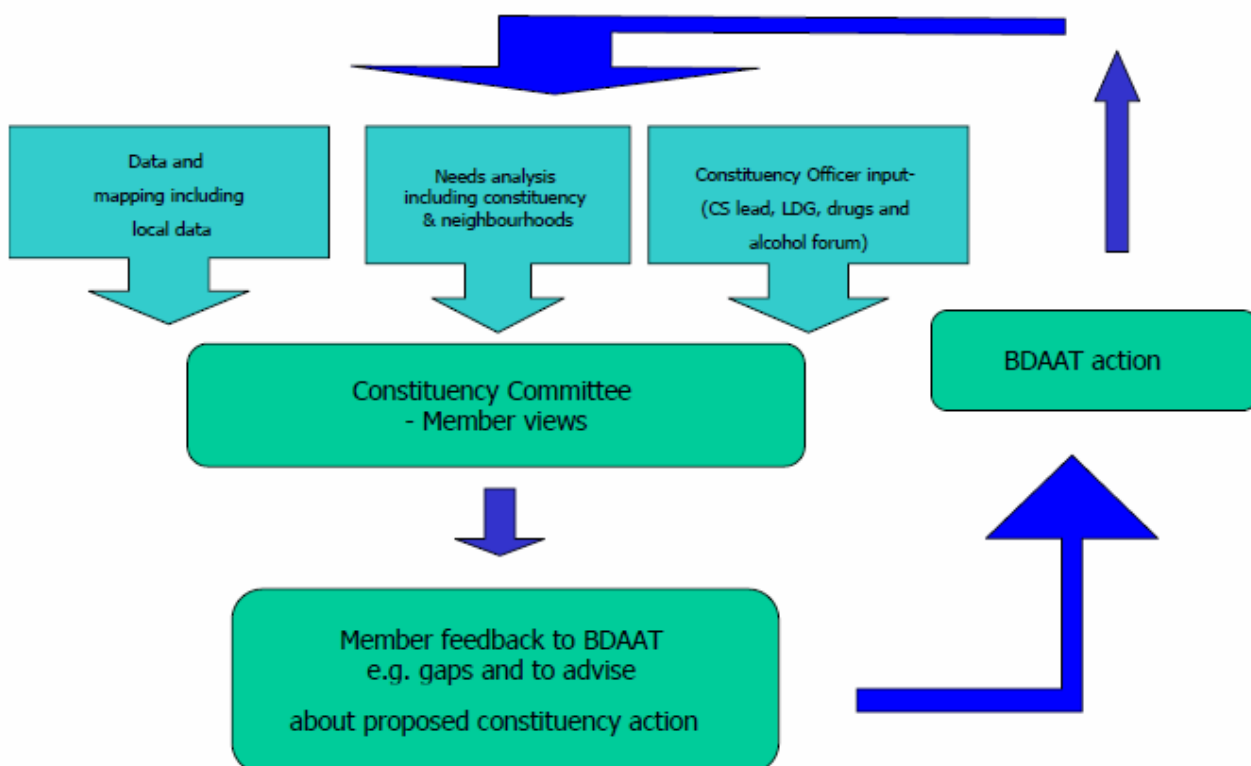 Data and
mapping including
local data
Needs analysis
including constituency
& neighbourhoods
Constituency Officer input-
(CS lead, LDG, drugs and
alcohol forum)
Constituency Committee
- Member views
BDAAT action
Member feedback to BDAAT
e.g. gaps and to advise
about proposed constituency action